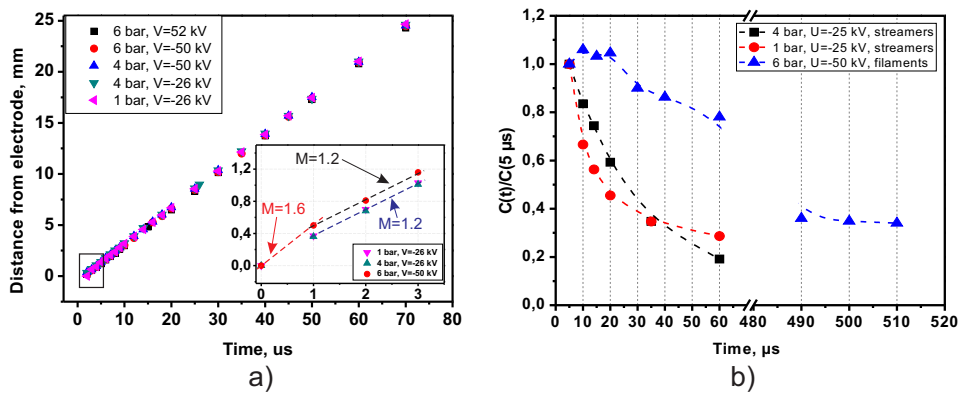 Distance from electrode, mm
25
20
15
10
5
0
6 bar, V=52 kV
6 bar, V=-50 kV
4 bar, V=-50 kV
4 bar, V=-26 kV
1 bar, V=-26 kV
1,2
0,8
0,4
0,0
M=1.2
M=1.6
M=1.2
1 bar, V=-26 kV
4 bar, V=-26 kV
6 bar, V=-50 kV
0 1 2 3
0 10 20 30 40 50 60 70 80
Time, us
a)
C(t)/C(5 µs)
1,2
1,0
0,8
0,6
0,4
0,2
0,0
4 bar, U=-25 kV, streamers
1 bar, U=-25 kV, streamers
6 bar, U=-50 kV, filaments
0 10 20 30 40 50 60 480 490 500 510 520
Time, µs
b)